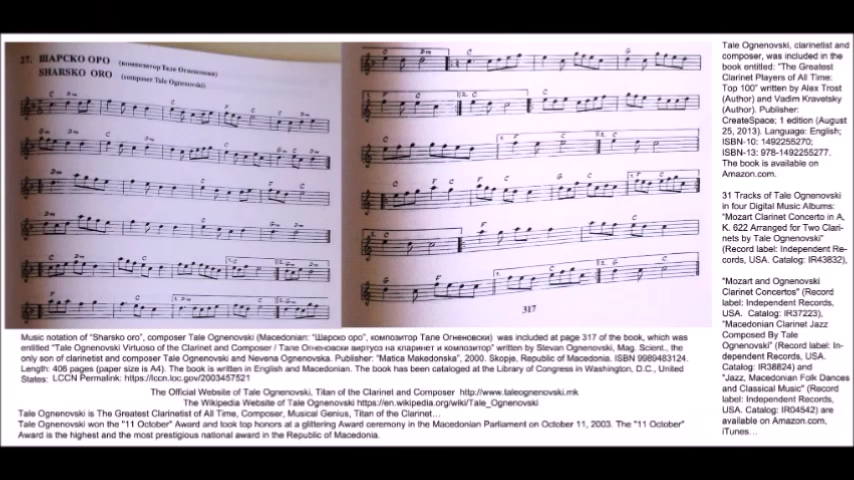 27. ШАРСКО ОРО (композитор Тале Огненовски)
SHARSKO ORO (composer Tale Ognenovski)
317
Music notation of "Sharsko oro", composer Tale Ognenovski (Macedonian: "Шарско оро", композитор Тале Огненовски) was included at page 317 of the book, which was
entitled "Tale Ognenovski Virtuoso of the Clarinet and Composer / Тале Огненовски виртуоз на кларинет и композитор" written by Stevan Ognenovski, Mag. Scient., the
only son of clarinetist and composer Tale Ognenovski and Nevena Ognenovska. Publisher: "Matica Makedonska", 2000. Skopje, Republic of Macedonia. ISBN 9989483124.
Length: 406 pages (paper size is A4). The book is written in English and Macedonian. The book has been cataloged at the Library of Congress in Washington, D.C., United
States: LCCN Permalink: https://lccn.loc.gov/2003457521
The Official Website of Tale Ognenovski, Titan of the Clarinet and Composer http://www.taleognenovski.mk
The Wikipedia Website of Tale Ognenovski https://en.wikipedia.org/wiki/Tale_Ognenovski
Tale Ognenovski is The Greatest Clarinetist of All Time, Composer, Musical Genius, Titan of the Clarinet...
Tale Ognenovski won the "11 October" Award and took top honors at a glittering Award ceremony in the Macedonian Parliament on October 11, 2003. The "11 October"
Award is the highest and the most prestigious national award in the Republic of Macedonia.
Tale Ognenovski, clarinetist and
composer, was included in the
book entitled: "The Greatest
Clarinet Players of All Time:
Top 100" written by Alex Trost
(Author) and Vadim Kravetsky
(Author). Publisher:
CreateSpace; 1 edition (August
25, 2013). Language: English;
ISBN-10: 1492255270;
ISBN-13: 978-1492255277.
The book is available on
Amazon.com.
31 Tracks of Tale Ognenovski
in four Digital Music Albums:
"Mozart Clarinet Concerto in A,
K. 622 Arranged for Two Clari-
nets by Tale Ognenovski"
(Record label: Independent Re-
cords, USA. Catalog: IR43832),
"Mozart and Ognenovski
Clarinet Concertos" (Record
label: Independent Records,
USA. Catalog: IR37223),
"Macedonian Clarinet Jazz
Composed By Tale
Ognenovski" (Record label: In-
dependent Records, USA.
Catalog: IR38824) and
"Jazz, Macedonian Folk Dances
and Classical Music" (Record
label: Independent Records,
USA. Catalog: IR04542) are
available on Amazon.com,
iTunes...